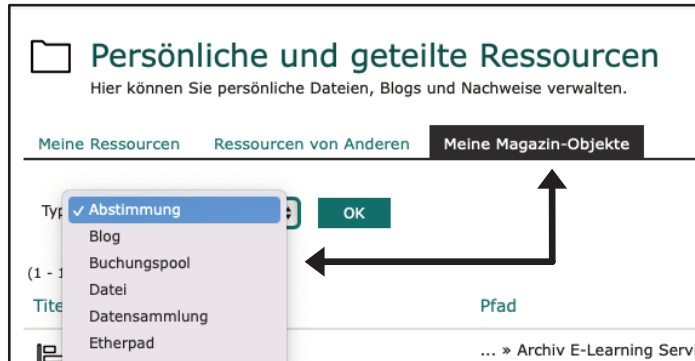 Persönliche und geteilte Ressourcen
Hier können Sie persönliche Dateien, Blogs und Nachweise verwalten.
Meine Ressourcen Ressourcen von Anderen Meine Magazin-Objekte
✓ Abstimmung OK
Blog
Buchungspool
(1 -
Datei
Pfad
Datensammlung
Etherpad
... » Archiv E-Learning